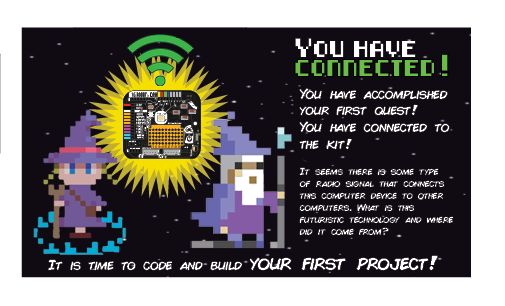 YOU HAVE
CONNECTED!
YOU HAVE ACCOMPLISHED
YOUR FIRST QUEST!
YOU HAVE CONNECTED TO
THE KIT!
IT SEEMS THERE IS SOME TYPE
OF RADIO SIGNAL THAT CONNECTS
THIS COMPUTER DEVICE TO OTHER
COMPUTERS. WHAT IS THIS
FUTURISTIC TECHNOLOGY AND WHERE
DID IT COME FROM?
IT IS TIME TO CODE AND BUILD YOUR FIRST PROJECT!